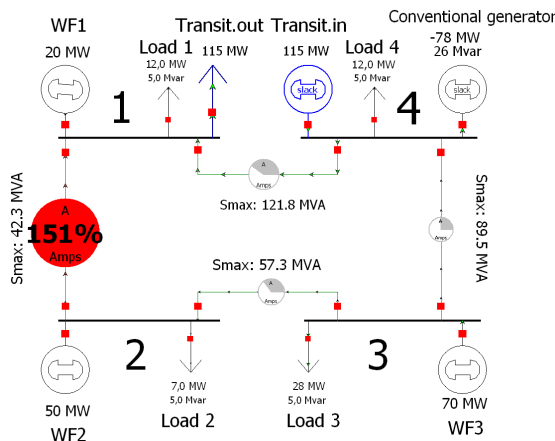 WF1
20 MW
Transit.out Transit.in
115 MW
115 MW
Conventional generator
-78 MW
26 Mvar
Load 1
12,0 MW
5,0 Mvar
Load 4
12,0 MW
5,0 Mvar
slack
slack
1
4
A
Amps
Smax: 121.8 MVA
Smax: 42.3 MVA
A
151%
Amps
Smax: 89.5 MVA
A
Amps
Smax: 57.3 MVA
A
Amps
2
3
7,0 MW
5,0 Mvar
Load 2
28 MW
5,0 Mvar
Load 3
50 MW
WF2
70 MW
WF3